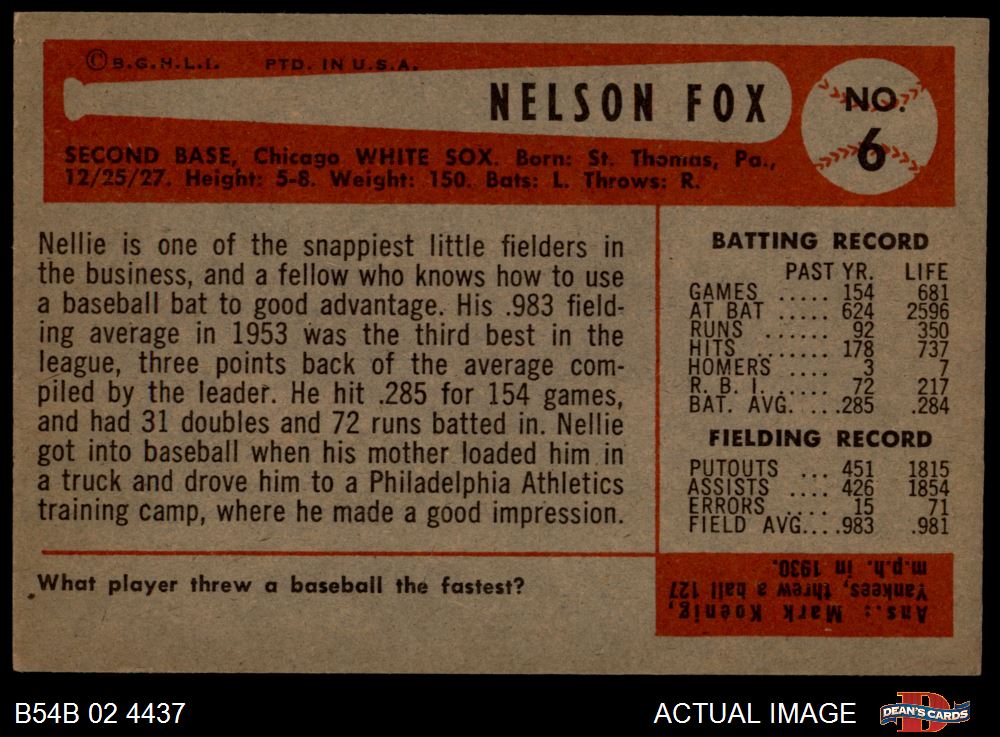 © B.G.H.L.I. PTD. IN U.S.A.
NELSON FOX
NO.
6
SECOND BASE, Chicago WHITE SOX. Born: St. Thomas, Pa.,
12/25/27. Height: 5-8. Weight: 150. Bats: L. Throws: R.
Nellie is one of the snappiest little fielders in
the business, and a fellow who knows how to use
a baseball bat to good advantage. His .983 field-
ing average in 1953 was the third best in the
league, three points back of the average com-
piled by the leader. He hit .285 for 154 games,
and had 31 doubles and 72 runs batted in. Nellie
got into baseball when his mother loaded him in
a truck and drove him to a Philadelphia Athletics
training camp, where he made a good impression.
BATTING RECORD
PAST YR. LIFE
GAMES ..... 154 681
AT BAT ..... 624 2596
RUNS ...... 92 350
HITS ....... 178 737
HOMERS .... 3 7
R. B. I. .... 72 217
BAT. AVG. ....285 .284
FIELDING RECORD
PUTOUTS ... 451 1815
ASSISTS .... 426 1854
ERRORS .... 15 71
FIELD AVG....983 .981
What player threw a baseball the fastest?
Ans.: Mark Koenig,
Yankees, threw a ball 127
m.p.h. in 1930.
B54B 02 4437
ACTUAL IMAGE
DEAN'S CARDS